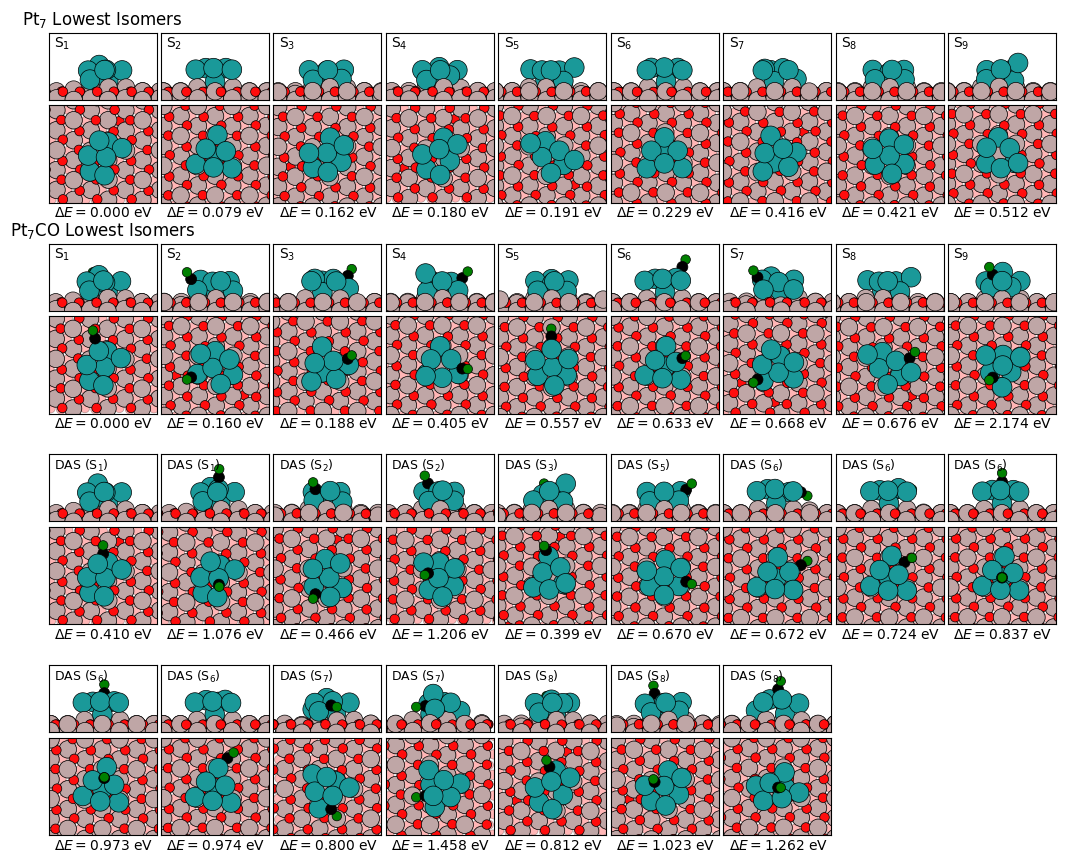 Pt₇ Lowest Isomers
S₁ S₂ S₃ S₄ S₅ S₆ S₇ S₈ S₉
ΔE = 0.000 eV ΔE = 0.079 eV ΔE = 0.162 eV ΔE = 0.180 eV ΔE = 0.191 eV ΔE = 0.229 eV ΔE = 0.416 eV ΔE = 0.421 eV ΔE = 0.512 eV
Pt₇CO Lowest Isomers
S₁ S₂ S₃ S₄ S₅ S₆ S₇ S₈ S₉
ΔE = 0.000 eV ΔE = 0.160 eV ΔE = 0.188 eV ΔE = 0.405 eV ΔE = 0.557 eV ΔE = 0.633 eV ΔE = 0.668 eV ΔE = 0.676 eV ΔE = 2.174 eV
DAS (S₁) DAS (S₁) DAS (S₂) DAS (S₂) DAS (S₃) DAS (S₅) DAS (S₆) DAS (S₆) DAS (S₆)
ΔE = 0.410 eV ΔE = 1.076 eV ΔE = 0.466 eV ΔE = 1.206 eV ΔE = 0.399 eV ΔE = 0.670 eV ΔE = 0.672 eV ΔE = 0.724 eV ΔE = 0.837 eV
DAS (S₆) DAS (S₆) DAS (S₇) DAS (S₇) DAS (S₈) DAS (S₈) DAS (S₈)
ΔE = 0.973 eV ΔE = 0.974 eV ΔE = 0.800 eV ΔE = 1.458 eV ΔE = 0.812 eV ΔE = 1.023 eV ΔE = 1.262 eV